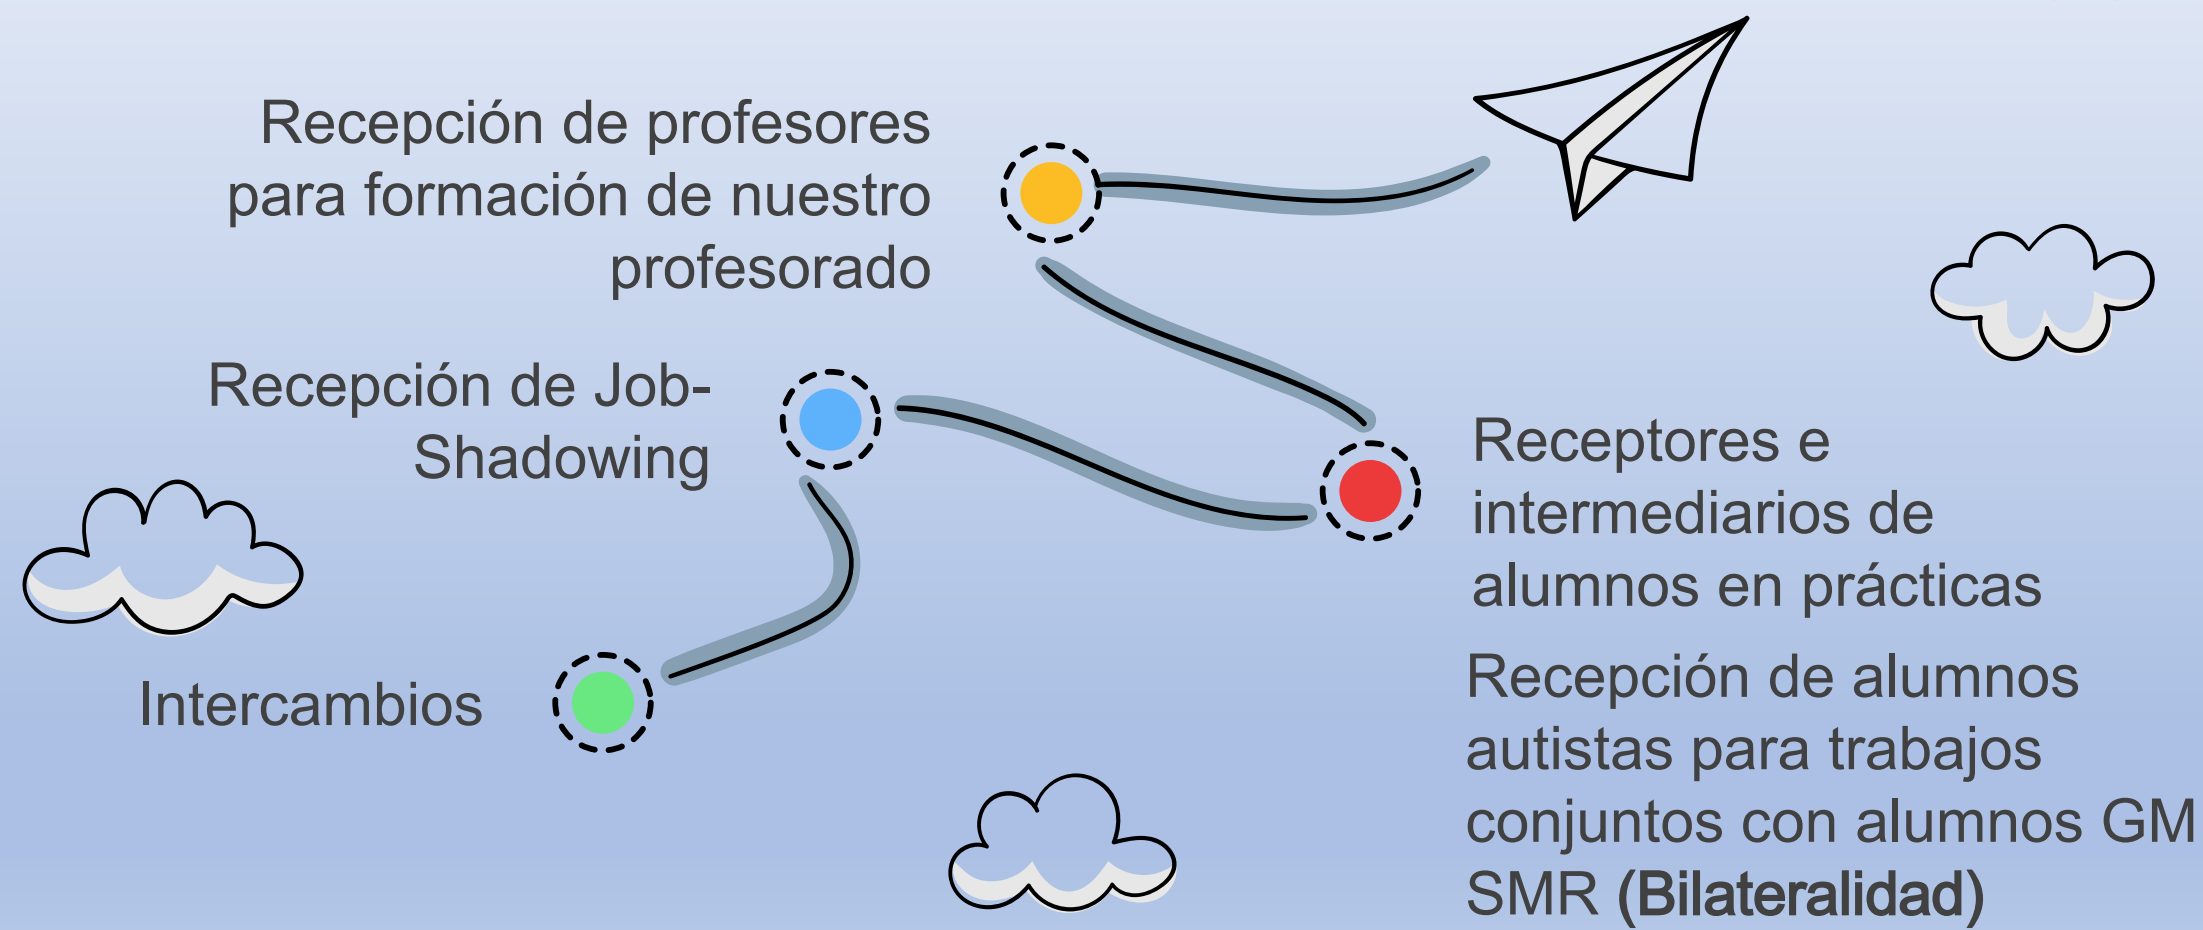 Recepción de profesores
para formación de nuestro
profesorado
Recepción de Job-
Shadowing
Intercambios
Receptores e
intermediarios de
alumnos en prácticas
Recepción de alumnos
autistas para trabajos
conjuntos con alumnos GM
SMR (Bilateralidad)